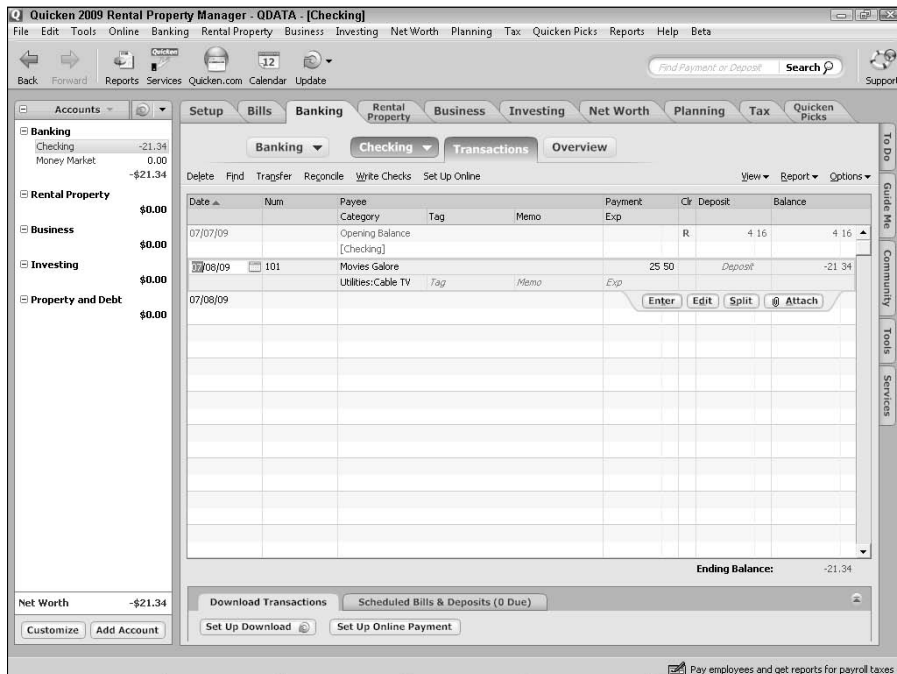 Quicken 2009 Rental Property Manager - QDATA - [Checking]
File Edit Tools Online Banking Rental Property Business Investing Net Worth Planning Tax Quicken Picks Reports Help Beta
Quicken
12
Back Forward Reports Services Quicken.com Calendar Update
Find Payment or Deposit Search
Support
Accounts
Banking
Checking -21.34
Money Market 0.00
-$21.34
Rental Property
$0.00
Business
$0.00
Investing
$0.00
Property and Debt
$0.00
Net Worth -$21.34
Customize Add Account
Setup Bills Banking Rental Property Business Investing Net Worth Planning Tax Quicken Picks
Banking Checking Transactions Overview
Delete Find Transfer Reconcile Write Checks Set Up Online View Report Options
Date Num Payee Payment Clr Deposit Balance
Category Tag Memo Exp
07/07/09 Opening Balance R 4 16 4 16
[Checking]
07/08/09 101 Movies Galore 25 50 Deposit -21 34
Utilities:Cable TV Tag Memo Exp
07/08/09 Enter Edit Split Attach
Ending Balance: -21.34
Download Transactions Scheduled Bills & Deposits (0 Due)
Set Up Download Set Up Online Payment
To Do
Guide Me
Community
Tools
Services
Pay employees and get reports for payroll taxes